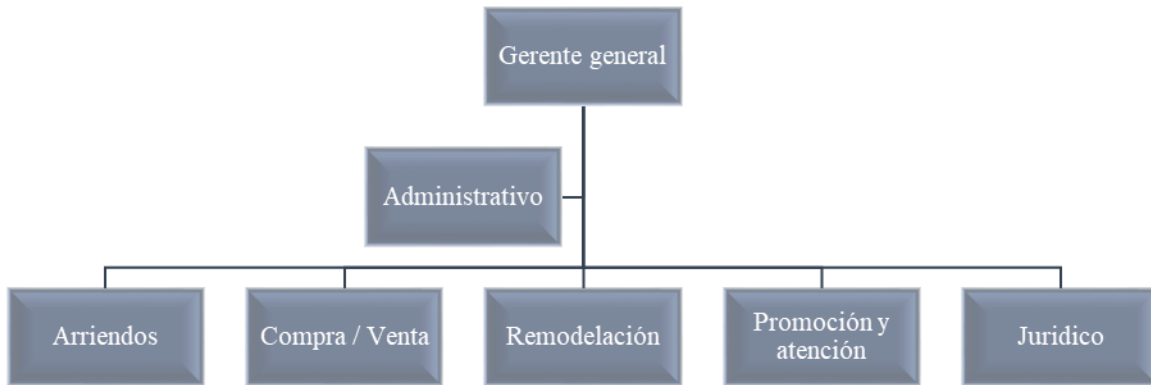 Gerente general
Administrativo
Arriendos
Compra / Venta
Remodelación
Promoción y
atención
Juridico